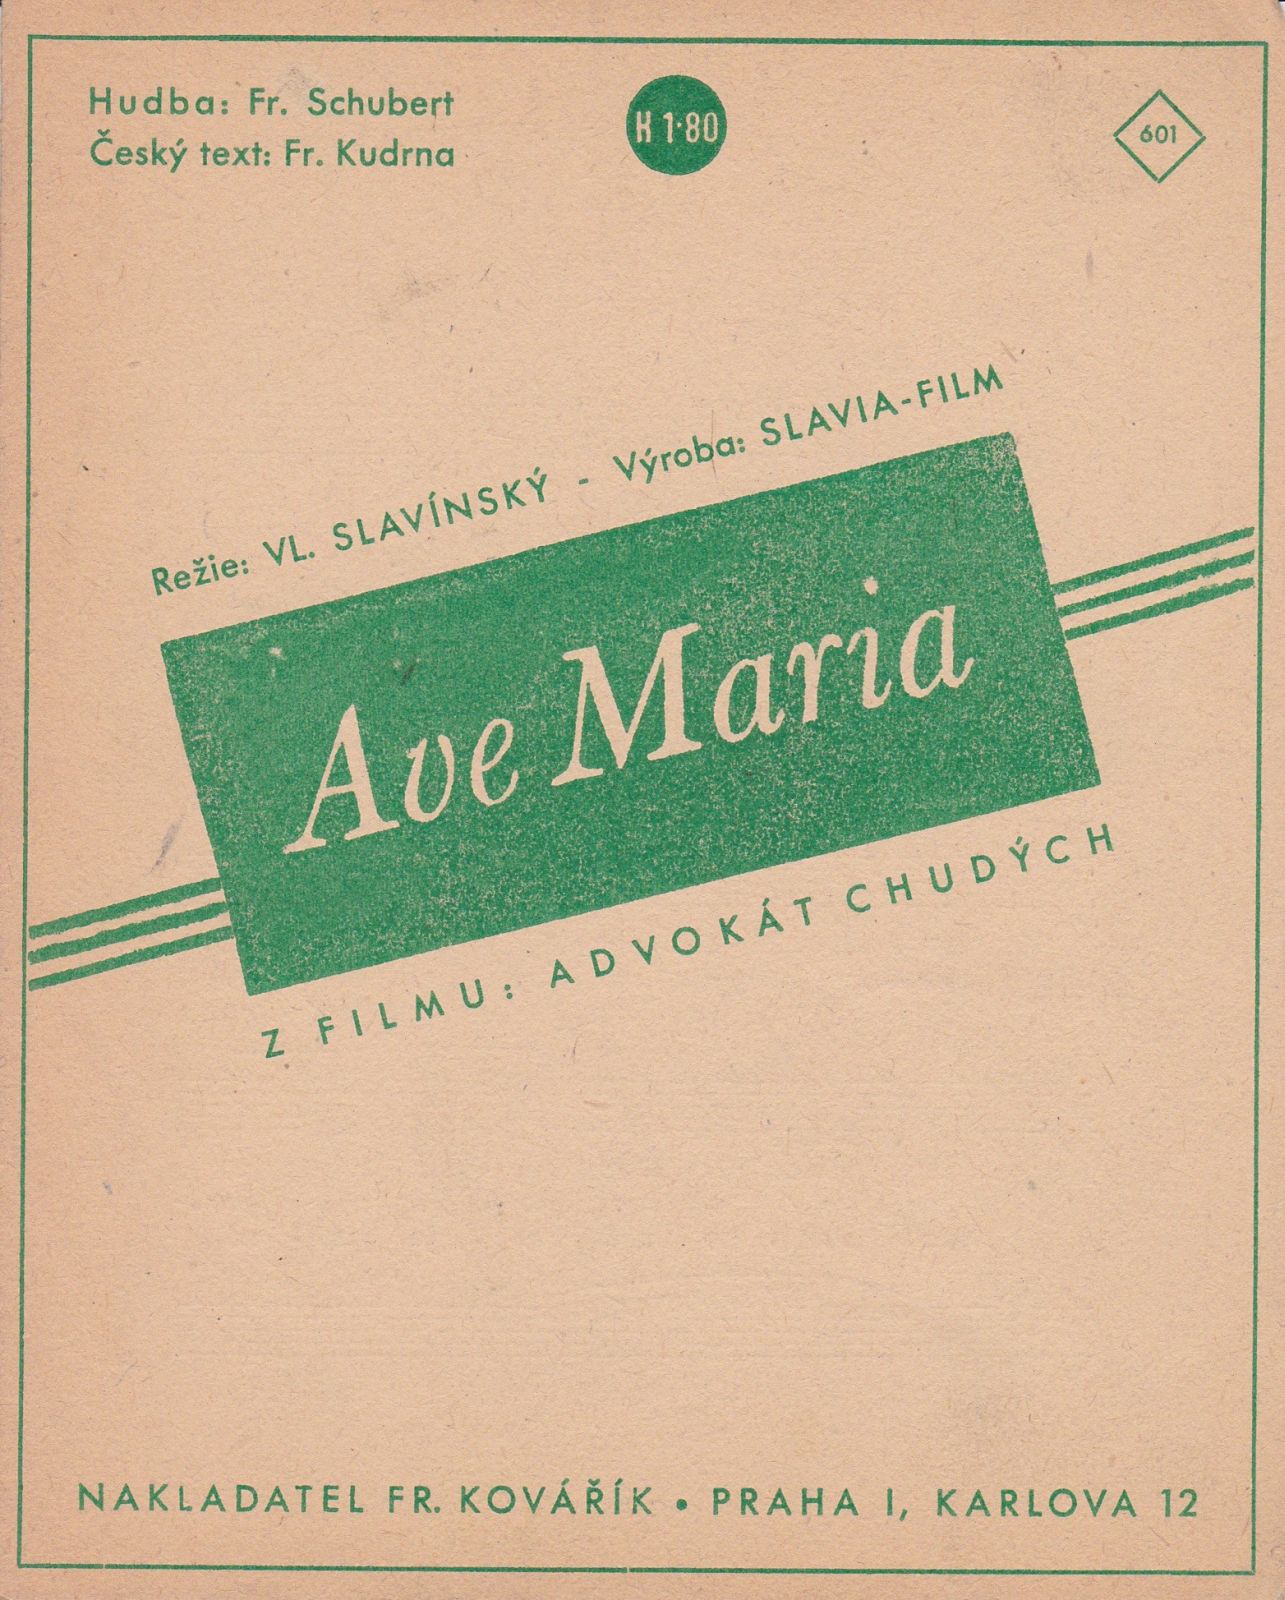 Hudba: Fr. Schubert
Český text: Fr. Kudrna
K 1·80
601
Režie: VL. SLAVÍNSKÝ - Výroba: SLAVIA-FILM
Ave Maria
Z FILMU: ADVOKÁT CHUDÝCH
NAKLADATEL FR. KOVÁŘÍK • PRAHA I, KARLOVA 12